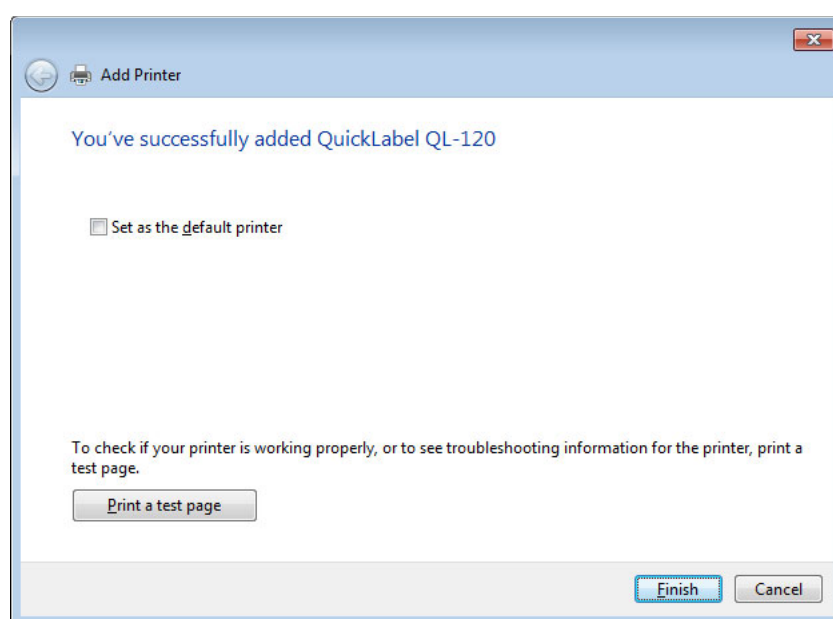 Add Printer
You've successfully added QuickLabel QL-120
Set as the default printer
To check if your printer is working properly, or to see troubleshooting information for the printer, print a
test page.
Print a test page
Finish
Cancel